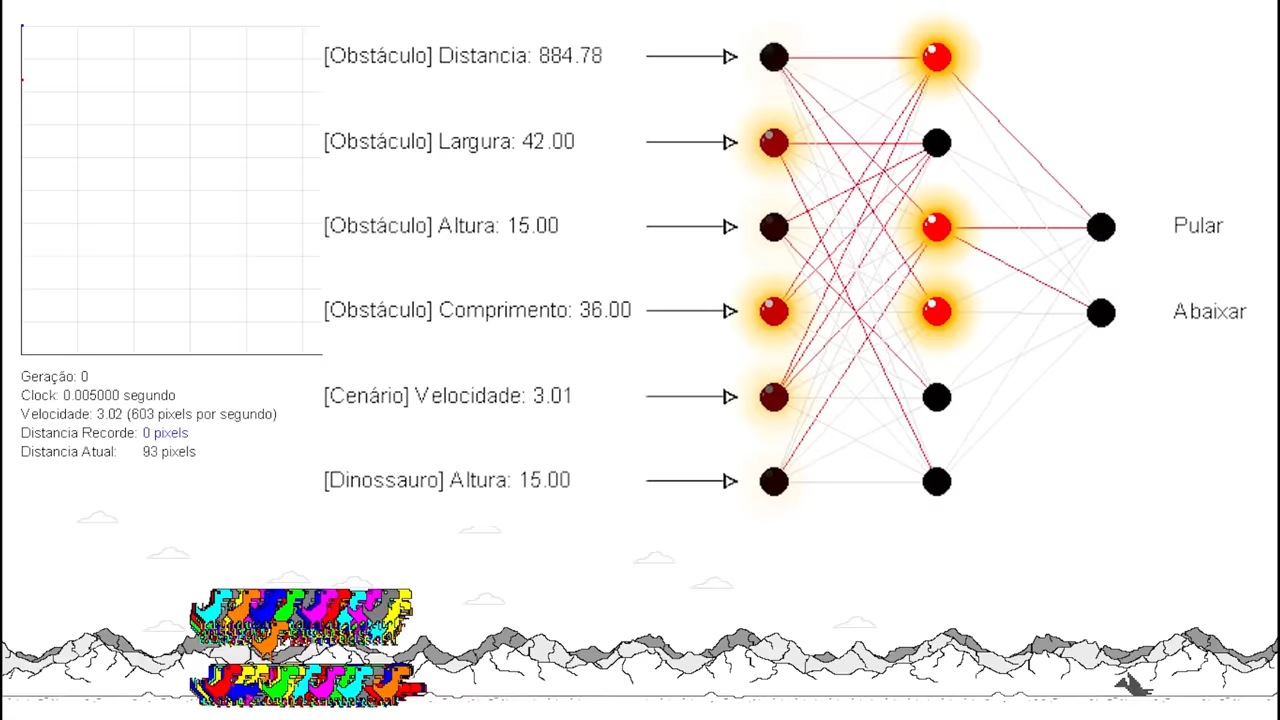 [Obstáculo] Distancia: 884.78
[Obstáculo] Largura: 42.00
[Obstáculo] Altura: 15.00
Pular
[Obstáculo] Comprimento: 36.00
Abaixar
[Cenário] Velocidade: 3.01
[Dinossauro] Altura: 15.00
Geração: 0
Clock: 0.005000 segundo
Velocidade: 3.02 (603 pixels por segundo)
Distancia Recorde: 0 pixels
Distancia Atual: 93 pixels